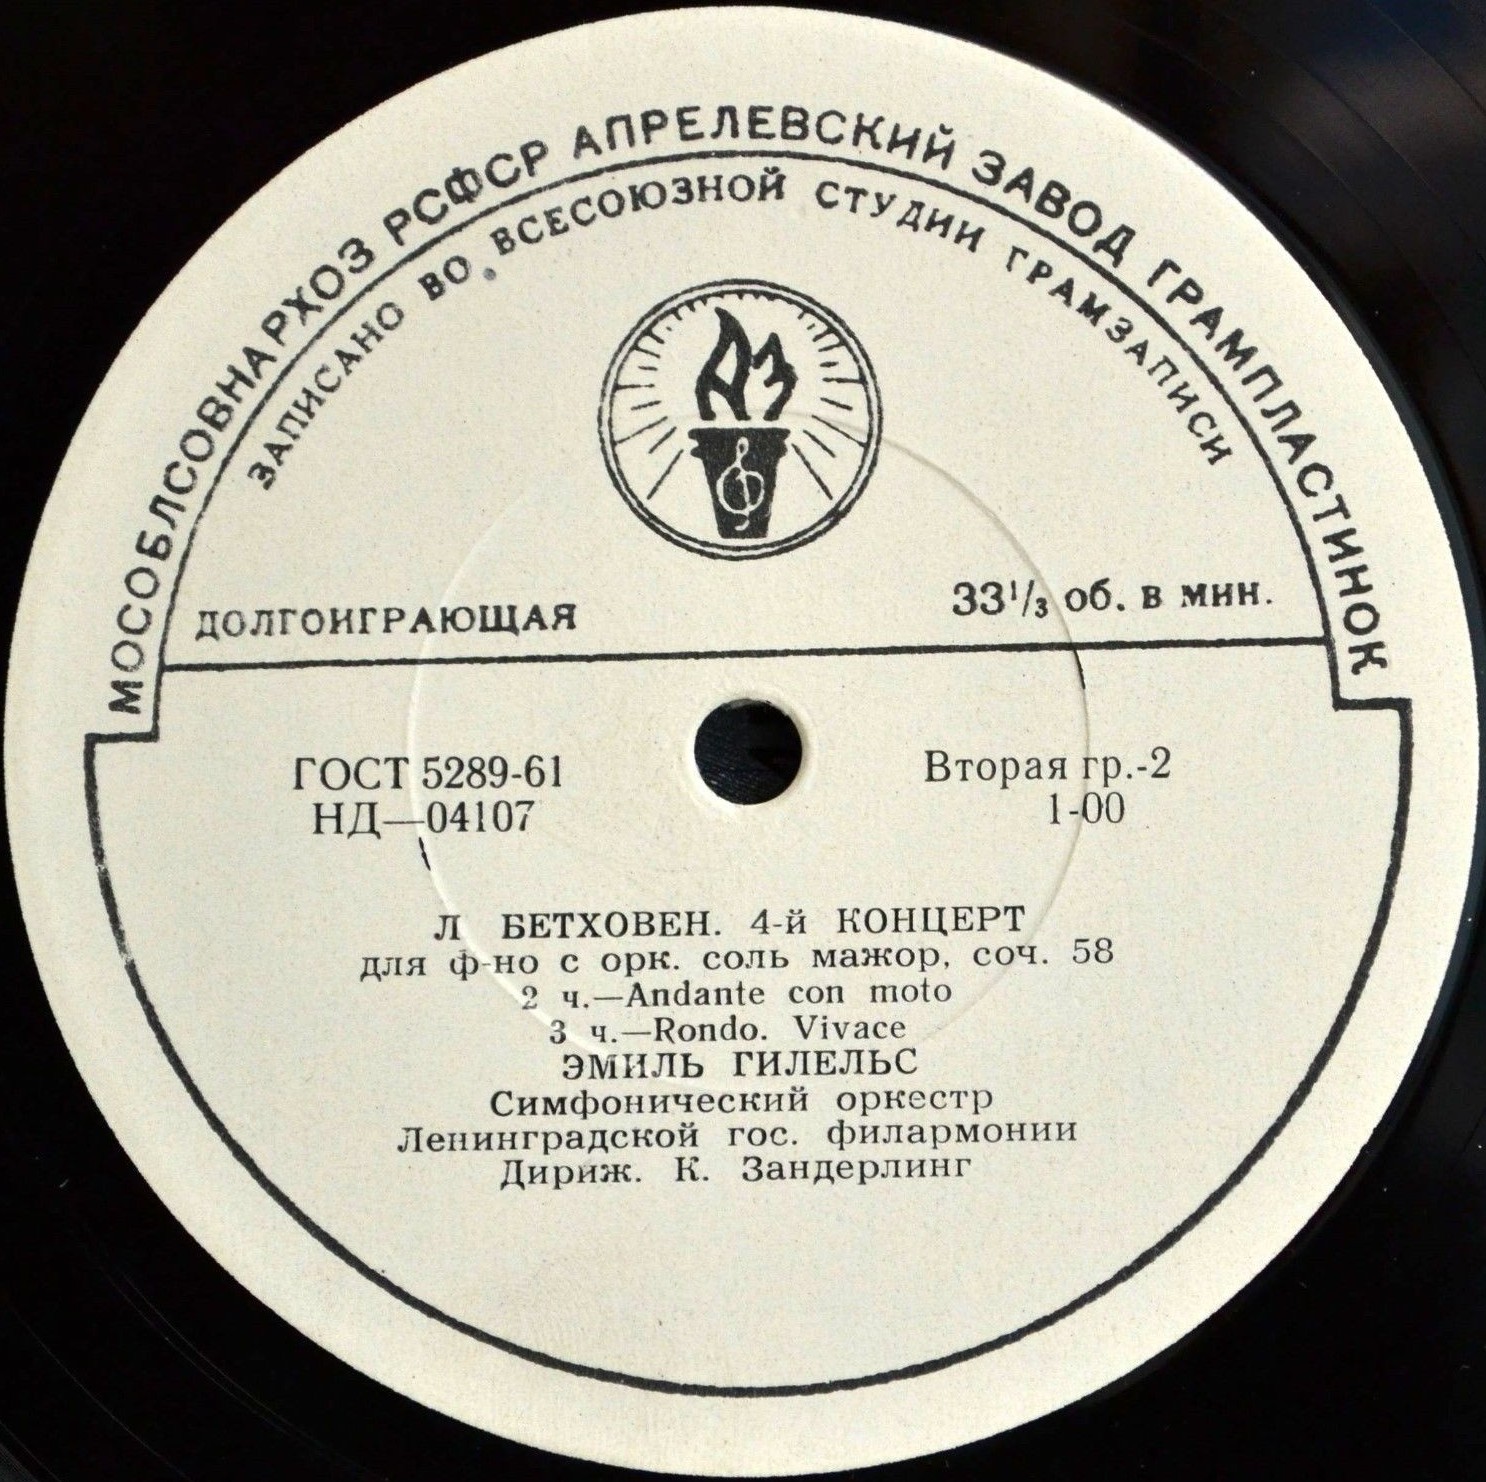 МОСОБЛСОВНАРХОЗ РСФСР АПРЕЛЕВСКИЙ ЗАВОД ГРАМПЛАСТИНОК
ЗАПИСАНО ВО ВСЕСОЮЗНОЙ СТУДИИ ГРАМЗАПИСИ
АЗ
ДОЛГОИГРАЮЩАЯ
33⅓ об. в мин.
ГОСТ 5289-61
НД—04107
Вторая гр.-2
1-00
Л БЕТХОВЕН. 4-й КОНЦЕРТ
для ф-но с орк. соль мажор, соч. 58
2 ч.—Andante con moto
3 ч.—Rondo. Vivace
ЭМИЛЬ ГИЛЕЛЬС
Симфонический оркестр
Ленинградской гос. филармонии
Дириж. К. Зандерлинг